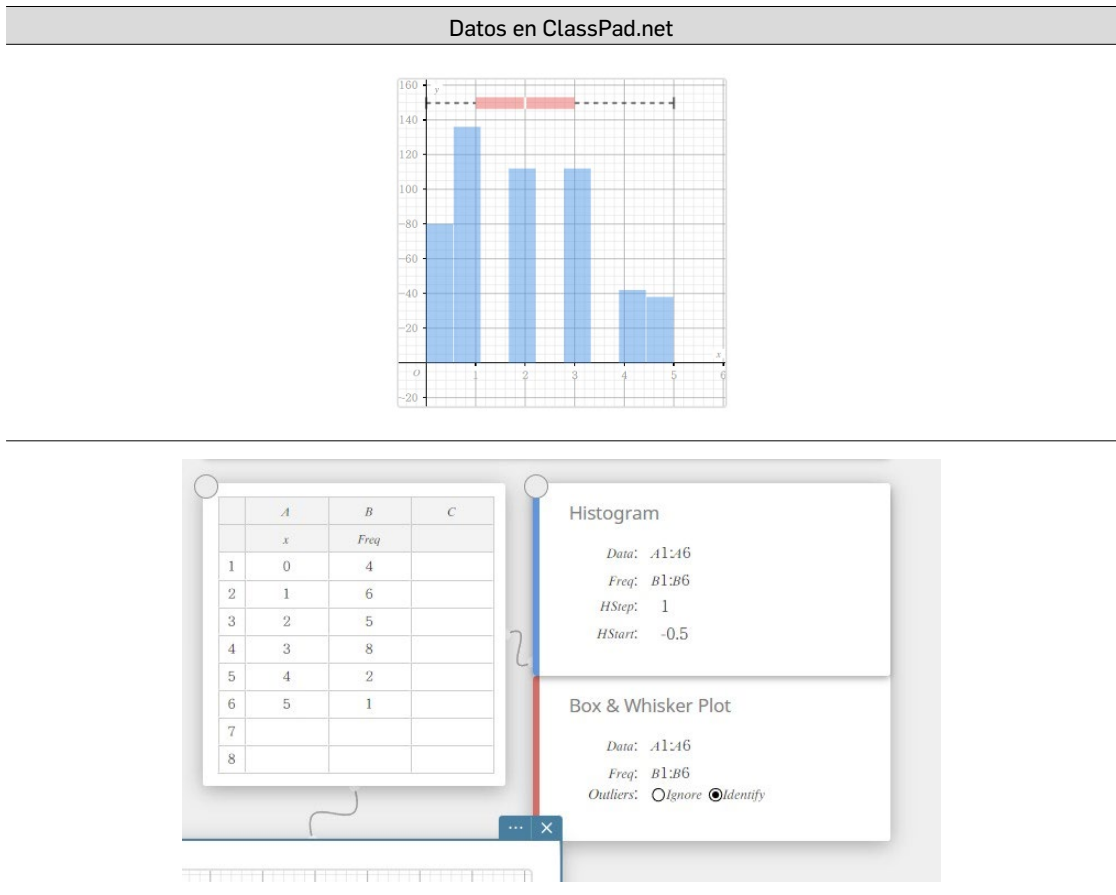 Datos en ClassPad.net
160
y
140
120
100
80
60
40
20
x
O 1 2 3 4 5 6
-20
A B C
x Freq
1 0 4
2 1 6
3 2 5
4 3 8
5 4 2
6 5 1
7
8
Histogram
Data: A1:A6
Freq: B1:B6
HStep: 1
HStart: -0.5
Box & Whisker Plot
Data: A1:A6
Freq: B1:B6
Outliers: Ignore Identify